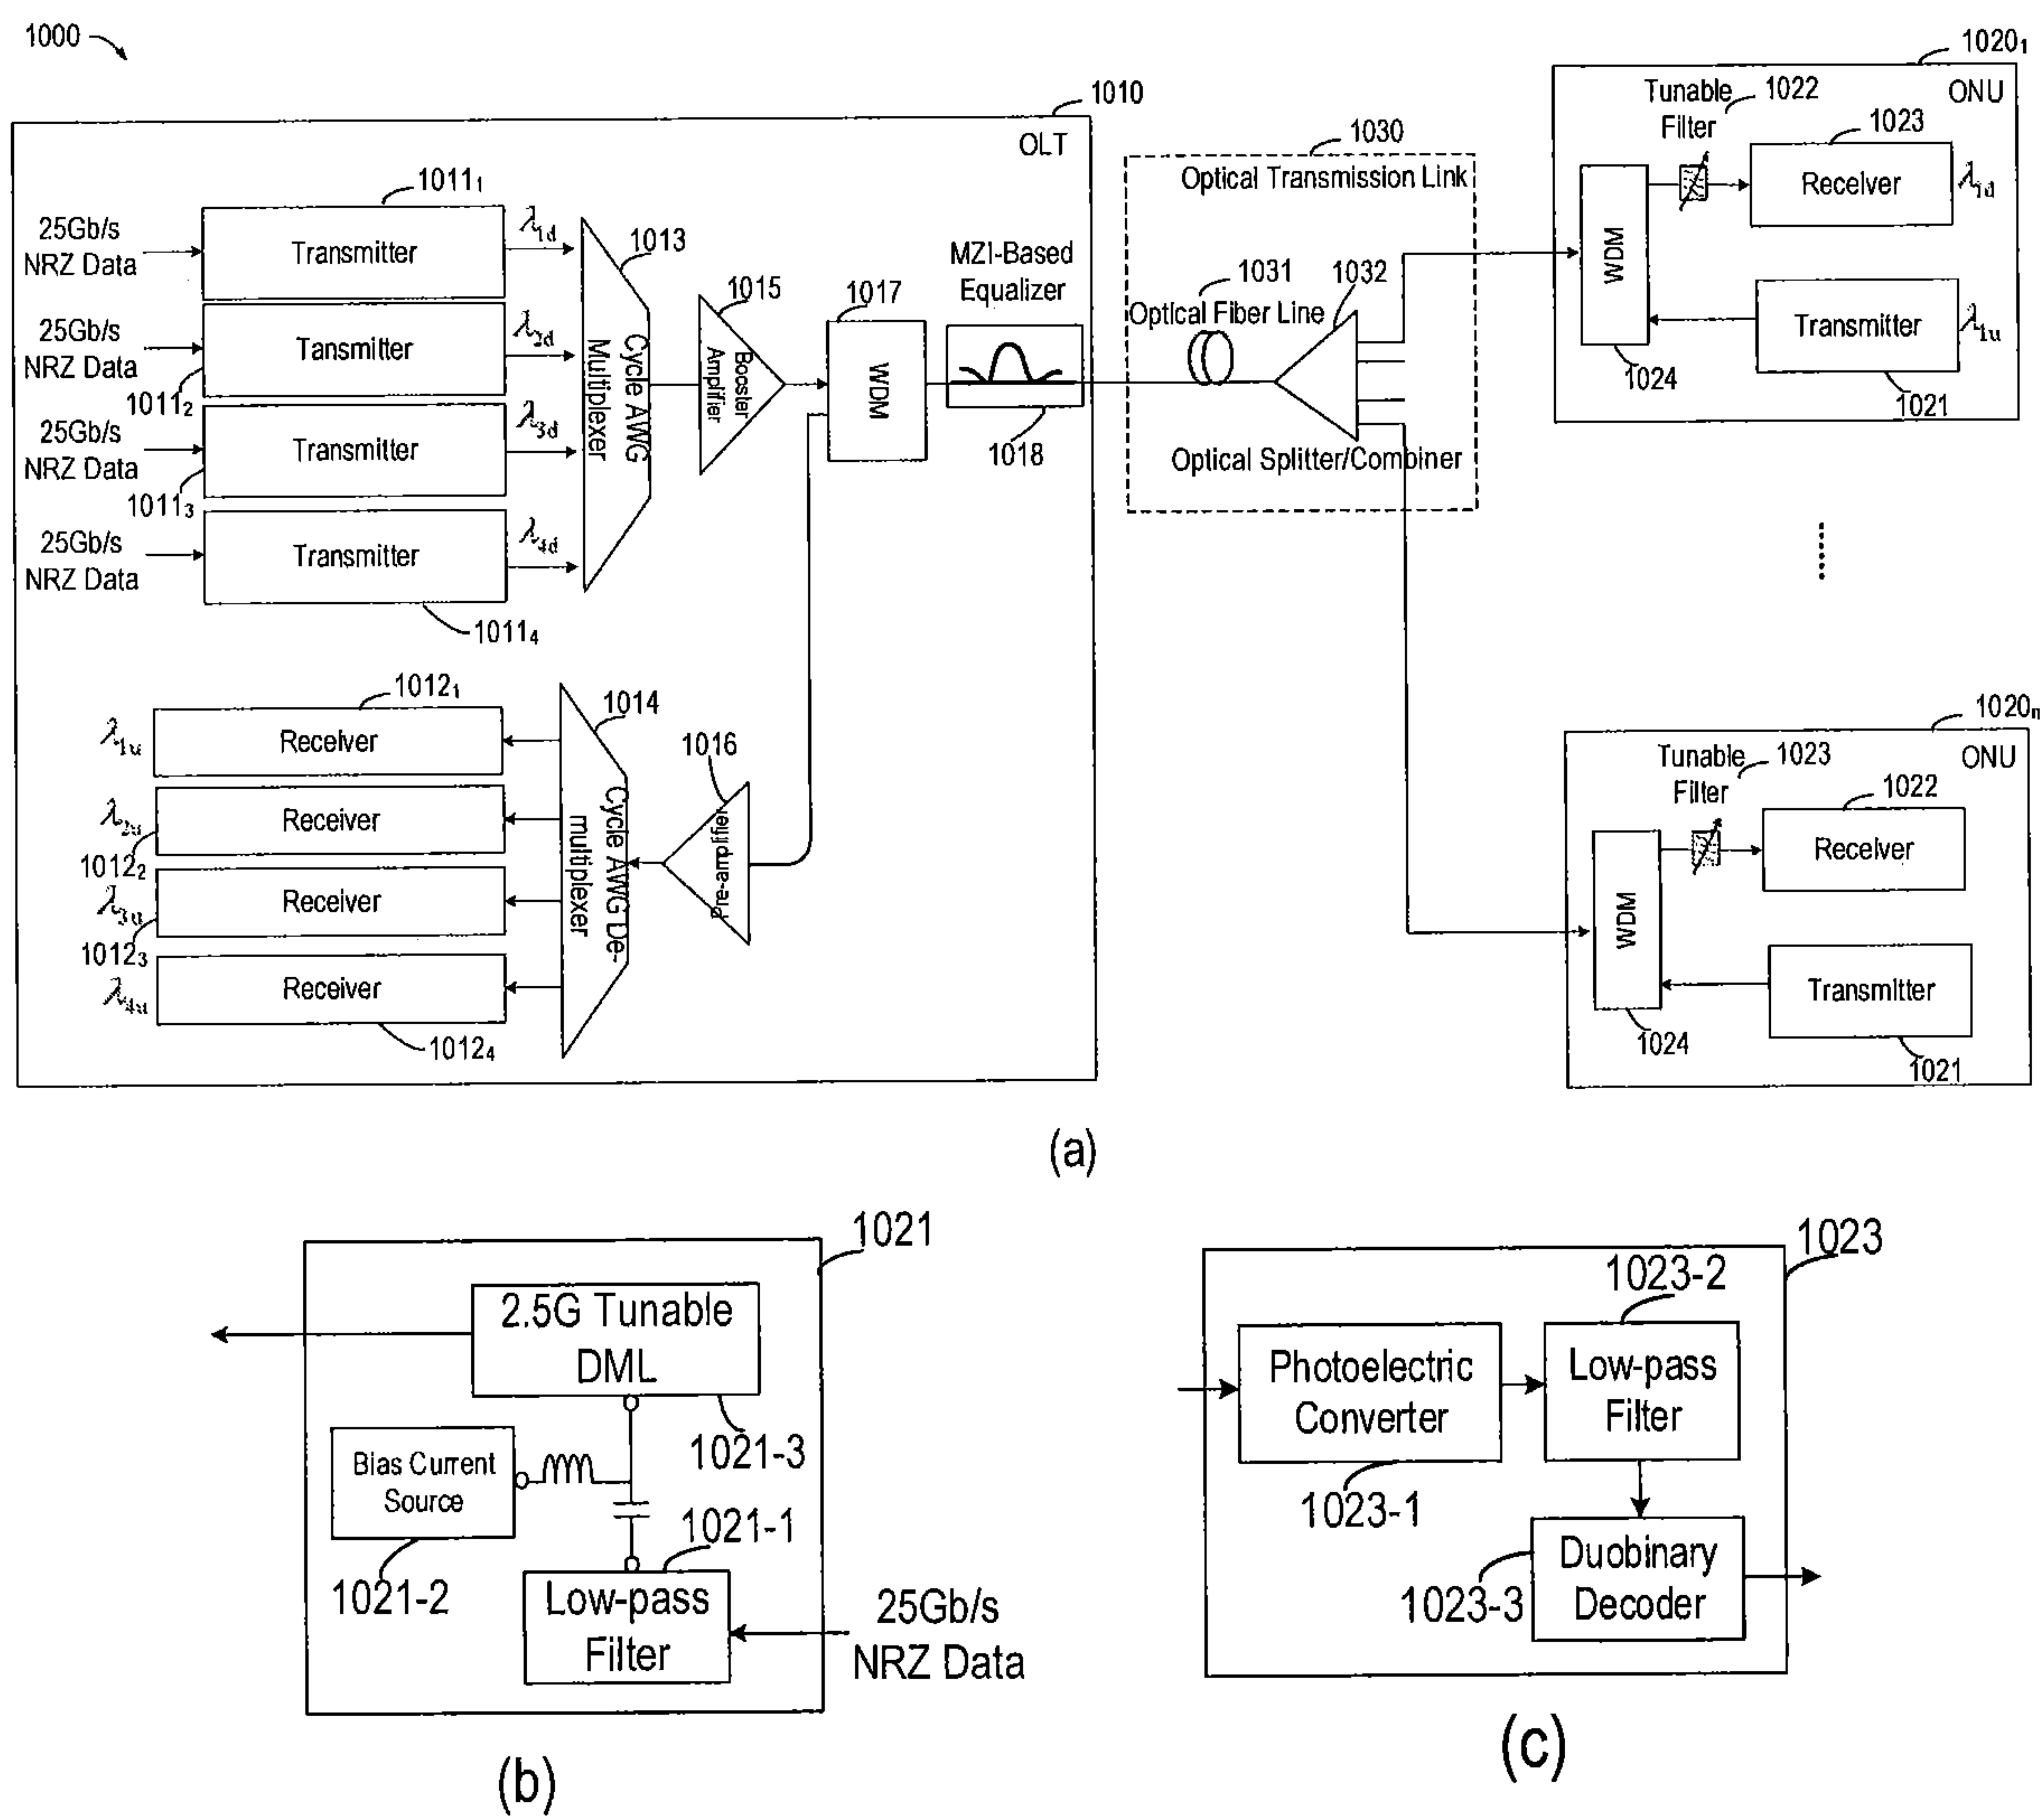 1000
1010
OLT
1011₁
25Gb/s
NRZ Data
Transmitter
λ1d
25Gb/s
NRZ Data
Tansmitter
λ2d
1011₂
25Gb/s
NRZ Data
Transmitter
λ3d
1011₃
25Gb/s
NRZ Data
Transmitter
λ4d
1011₄
1013
Cycle AWG
Multiplexer
1015
Booster
Amplifier
1017
WDM
MZI-Based
Equalizer
1018
1012₁
λ1u
Receiver
λ2u
Receiver
1012₂
λ3u
Receiver
1012₃
λ4u
Receiver
1012₄
1014
Cycle AWG De-
multiplexer
1016
Pre-amplifier
1030
Optical Transmission Link
1031
1032
Optical Fiber Line
Optical Splitter/Combiner
1020₁
ONU
Tunable
Filter
1022
1023
Receiver
λ1d
WDM
Transmitter
λ1u
1024
1021
1020n
ONU
Tunable
Filter
1023
1022
Receiver
WDM
Transmitter
1024
1021
(a)
1021
2.5G Tunable
DML
1021-3
Bias Current
Source
1021-2
1021-1
Low-pass
Filter
25Gb/s
NRZ Data
(b)
1023
1023-2
Photoelectric
Converter
1023-1
Low-pass
Filter
Duobinary
Decoder
1023-3
(c)